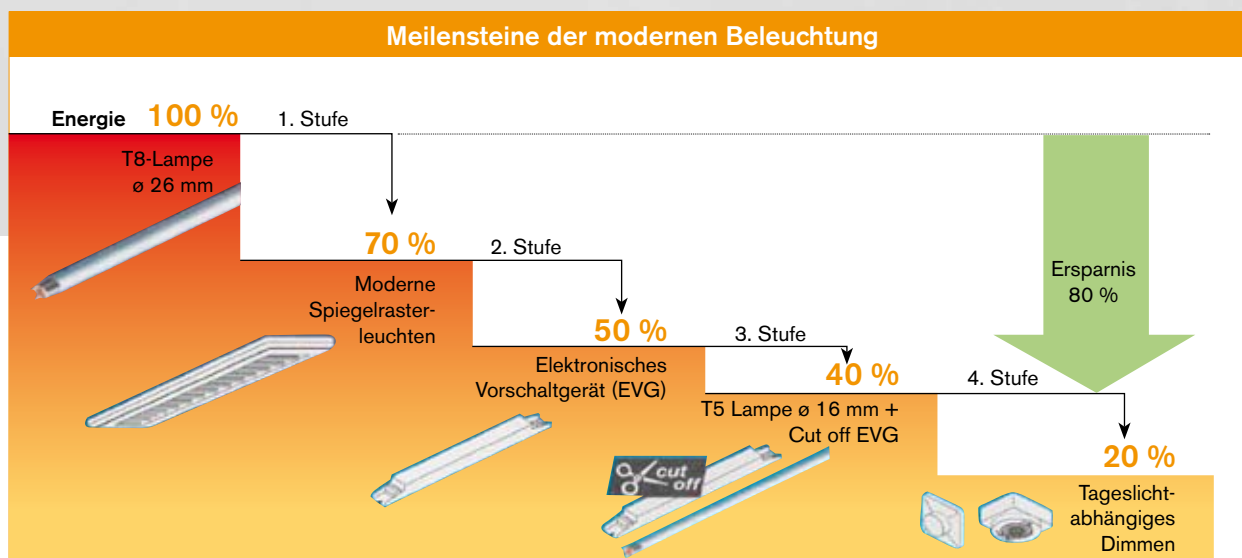 Meilensteine der modernen Beleuchtung
Energie 100 %
1. Stufe
T8-Lampe
ø 26 mm
70 %
2. Stufe
Moderne
Spiegelraster-
leuchten
50 %
3. Stufe
Elektronisches
Vorschaltgerät (EVG)
40 %
4. Stufe
T5 Lampe ø 16 mm +
Cut off EVG
cut
off
20 %
Tageslicht-
abhängiges
Dimmen
Ersparnis
80 %